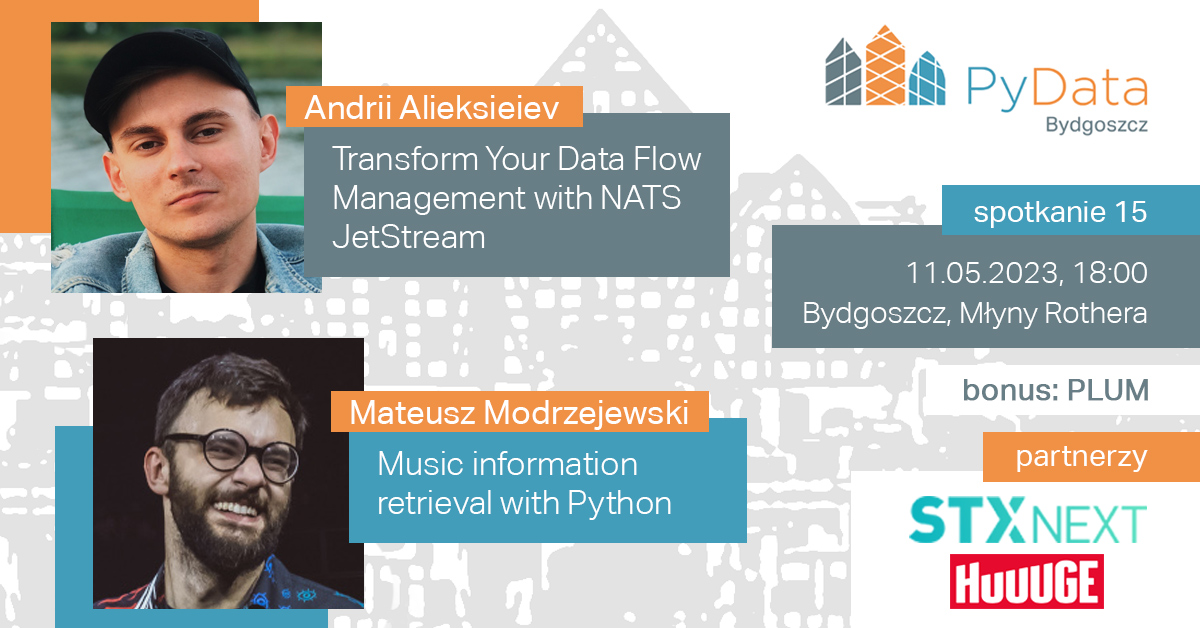 Andrii Alieksieiev
Transform Your Data Flow
Management with NATS
JetStream
Mateusz Modrzejewski
Music information
retrieval with Python
PyData
Bydgoszcz
spotkanie 15
11.05.2023, 18:00
Bydgoszcz, Młyny Rothera
bonus: PLUM
partnerzy
STX NEXT
HUUUGE